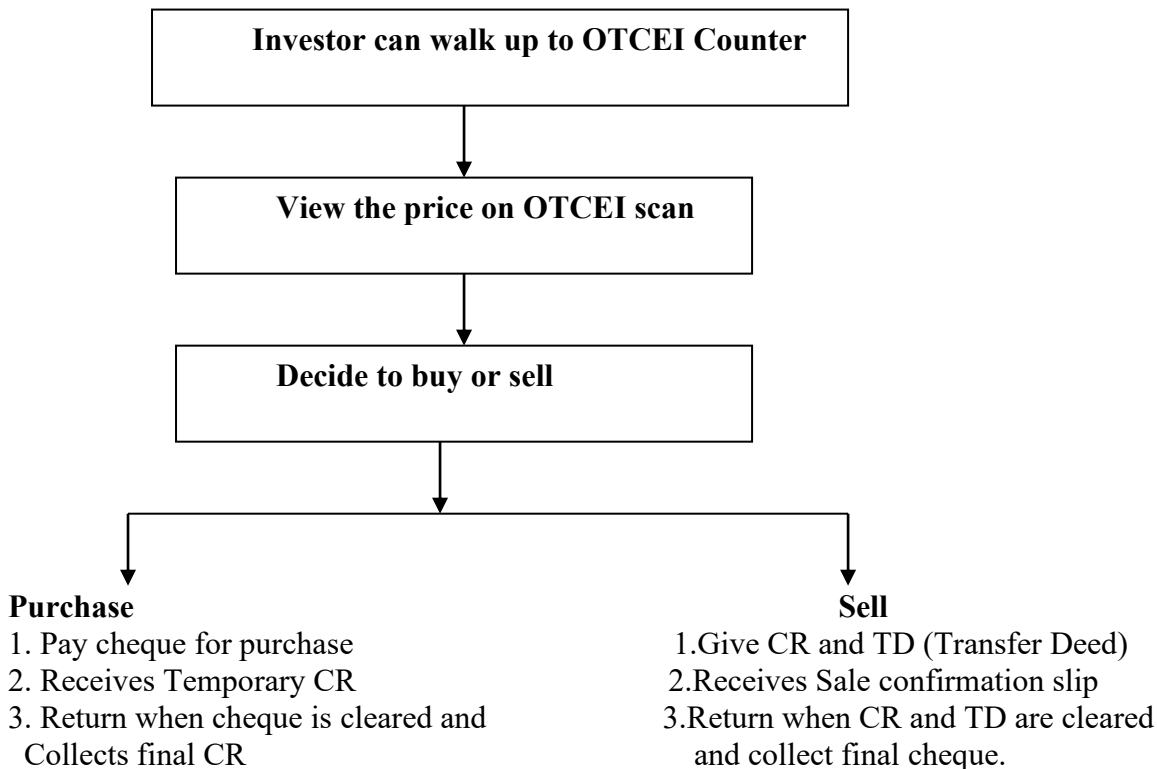 Investor can walk up to OTCEI Counter
View the price on OTCEI scan
Decide to buy or sell
Purchase
1. Pay cheque for purchase
2. Receives Temporary CR
3. Return when cheque is cleared and
Collects final CR
Sell
1.Give CR and TD (Transfer Deed)
2.Receives Sale confirmation slip
3.Return when CR and TD are cleared
and collect final cheque.